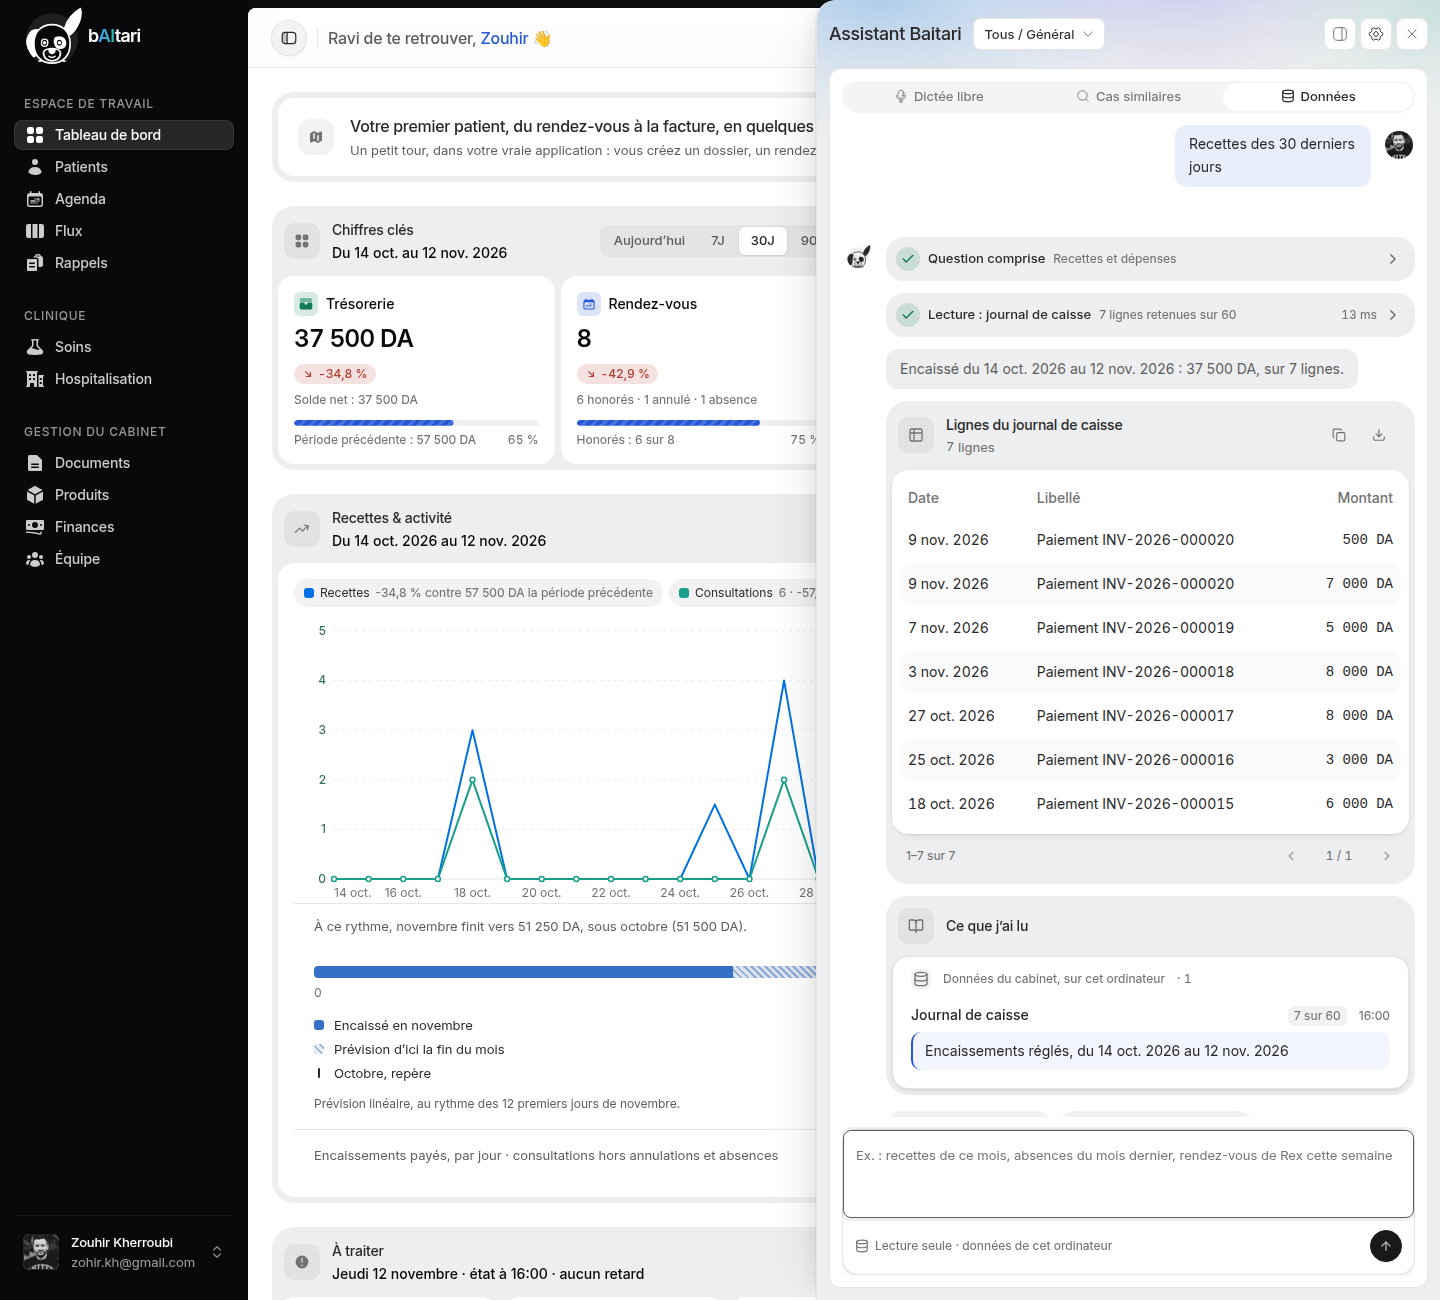 bAItari
ESPACE DE TRAVAIL
Tableau de bord
Patients
Agenda
Flux
Rappels
CLINIQUE
Soins
Hospitalisation
GESTION DU CABINET
Documents
Produits
Finances
Équipe
Zouhir Kherroubi
zohir.kh@gmail.com
Ravi de te retrouver, Zouhir 👋
Votre premier patient, du rendez-vous à la facture, en quelques
Un petit tour, dans votre vraie application : vous créez un dossier, un rendez
Chiffres clés
Du 14 oct. au 12 nov. 2026
Aujourd’hui 7J 30J 90
Trésorerie
37 500 DA
-34,8 %
Solde net : 37 500 DA
Période précédente : 57 500 DA 65 %
Rendez-vous
8
-42,9 %
6 honorés · 1 annulé · 1 absence
Honorés : 6 sur 8 75 %
Recettes & activité
Du 14 oct. 2026 au 12 nov. 2026
Recettes -34,8 % contre 57 500 DA la période précédente
Consultations 6 · -57,
5
4
3
2
1
0
14 oct. 16 oct. 18 oct. 20 oct. 22 oct. 24 oct. 26 oct. 28
À ce rythme, novembre finit vers 51 250 DA, sous octobre (51 500 DA).
0
Encaissé en novembre
Prévision d’ici la fin du mois
Octobre, repère
Prévision linéaire, au rythme des 12 premiers jours de novembre.
Encaissements payés, par jour · consultations hors annulations et absences
À traiter
Jeudi 12 novembre · état à 16:00 · aucun retard
Assistant Baitari
Tous / Général
Dictée libre
Cas similaires
Données
Recettes des 30 derniers
jours
Question comprise Recettes et dépenses
Lecture : journal de caisse 7 lignes retenues sur 60 13 ms
Encaissé du 14 oct. 2026 au 12 nov. 2026 : 37 500 DA, sur 7 lignes.
Lignes du journal de caisse
7 lignes
Date Libellé Montant
9 nov. 2026 Paiement INV-2026-000020 500 DA
9 nov. 2026 Paiement INV-2026-000020 7 000 DA
7 nov. 2026 Paiement INV-2026-000019 5 000 DA
3 nov. 2026 Paiement INV-2026-000018 8 000 DA
27 oct. 2026 Paiement INV-2026-000017 8 000 DA
25 oct. 2026 Paiement INV-2026-000016 3 000 DA
18 oct. 2026 Paiement INV-2026-000015 6 000 DA
1–7 sur 7 1 / 1
Ce que j’ai lu
Données du cabinet, sur cet ordinateur · 1
Journal de caisse 7 sur 60 16:00
Encaissements réglés, du 14 oct. 2026 au 12 nov. 2026
Ex. : recettes de ce mois, absences du mois dernier, rendez-vous de Rex cette semaine
Lecture seule · données de cet ordinateur